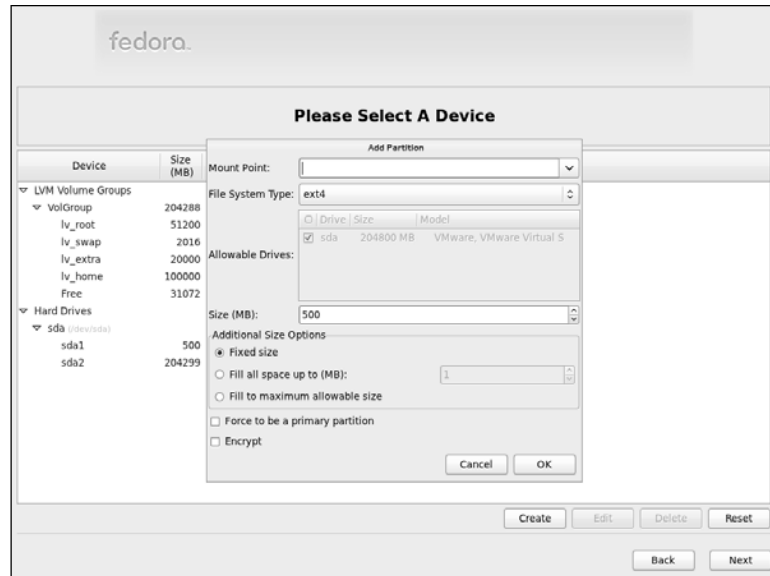 fedora.
Please Select A Device
Device Size (MB)
LVM Volume Groups
VolGroup 204288
lv_root 51200
lv_swap 2016
lv_extra 20000
lv_home 100000
Free 31072
Hard Drives
sda (/dev/sda)
sda1 500
sda2 204299
Add Partition
Mount Point:
File System Type: ext4
Allowable Drives:
Drive Size Model
sda 204800 MB VMware, VMware Virtual S
Size (MB): 500
Additional Size Options
Fixed size
Fill all space up to (MB): 1
Fill to maximum allowable size
Force to be a primary partition
Encrypt
Cancel OK
Create Edit Delete Reset
Back Next